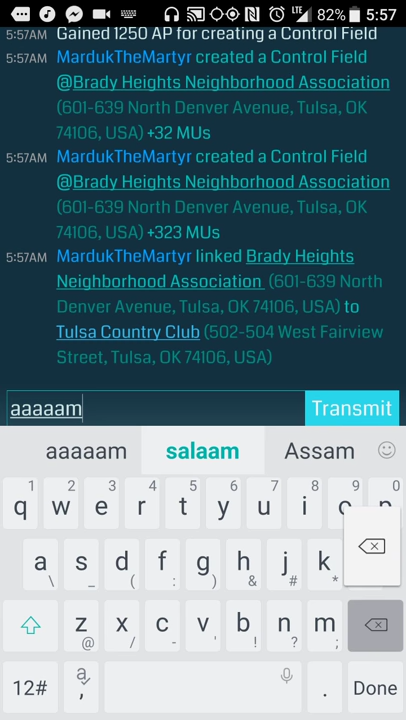 LTE 82% 5:57
5:57AM Gained 1250 AP for creating a Control Field
5:57AM MardukTheMartyr created a Control Field
@Brady Heights Neighborhood Association
(601-639 North Denver Avenue, Tulsa, OK
74106, USA) +32 MUs
5:57AM MardukTheMartyr created a Control Field
@Brady Heights Neighborhood Association
(601-639 North Denver Avenue, Tulsa, OK
74106, USA) +323 MUs
5:57AM MardukTheMartyr linked Brady Heights
Neighborhood Association (601-639 North
Denver Avenue, Tulsa, OK 74106, USA) to
Tulsa Country Club (502-504 West Fairview
Street, Tulsa, OK 74106, USA)
aaaaam Transmit
aaaaam salaam Assam
1 2 3 4 5 6 7 8 9 0
q w e r t y u i o p
a s d f g h j k
\ _ ( : ) & # *
z x c v b n m
@ / - ' ! ? ;
12# a , . Done